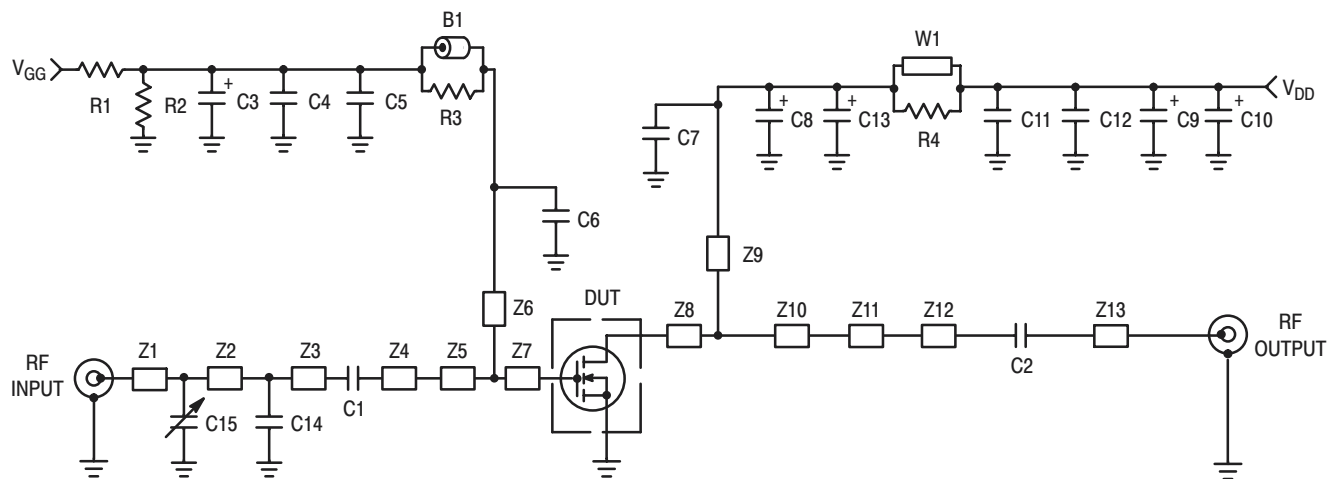 B1
W1
VGG
R1
R2
+
C3
C4
C5
R3
C7
+
C8
+
C13
R4
C11
C12
+
C9
+
C10
VDD
C6
Z9
Z6
DUT
Z8
Z10
Z11
Z12
Z13
RF
OUTPUT
C2
RF
INPUT
Z1
Z2
Z3
Z4
Z5
Z7
C1
C15
C14